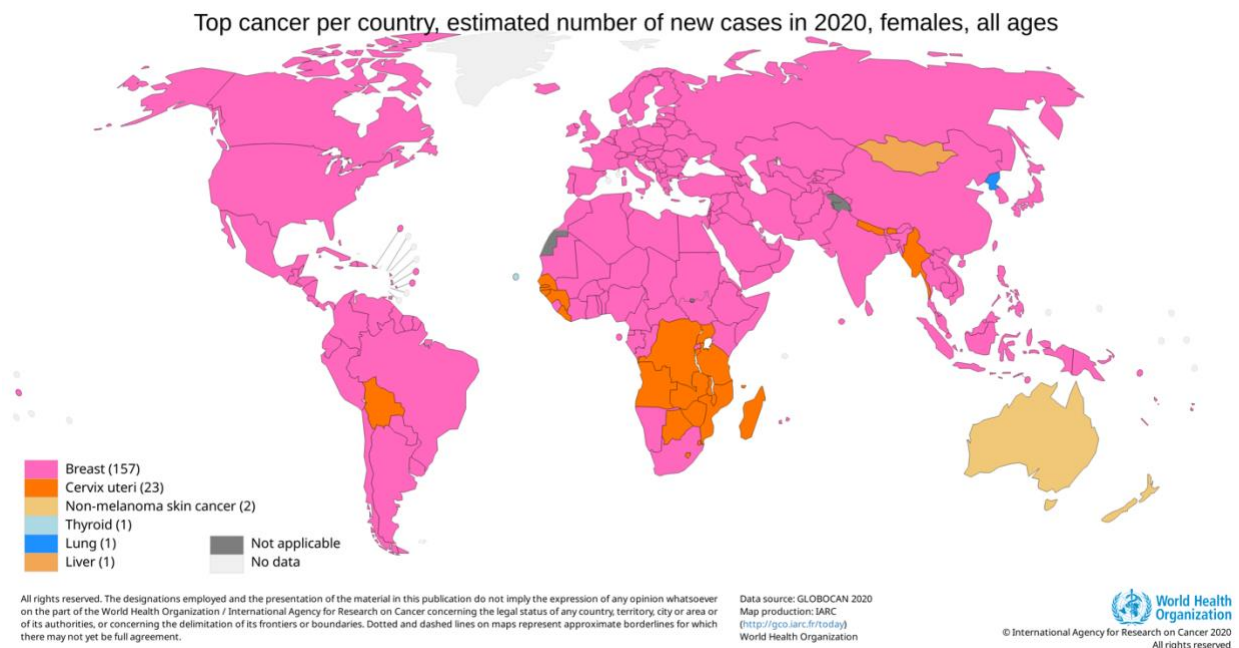 Top cancer per country, estimated number of new cases in 2020, females, all ages
Breast (157)
Cervix uteri (23)
Non-melanoma skin cancer (2)
Thyroid (1)
Lung (1)
Liver (1)
Not applicable
No data
All rights reserved. The designations employed and the presentation of the material in this publication do not imply the expression of any opinion whatsoever
on the part of the World Health Organization / International Agency for Research on Cancer concerning the legal status of any country, territory, city or area or
of its authorities, or concerning the delimitation of its frontiers or boundaries. Dotted and dashed lines on maps represent approximate borderlines for which
there may not yet be full agreement.
Data source: GLOBOCAN 2020
Map production: IARC
(http://gco.iarc.fr/today)
World Health Organization
World Health
Organization
© International Agency for Research on Cancer 2020
All rights reserved